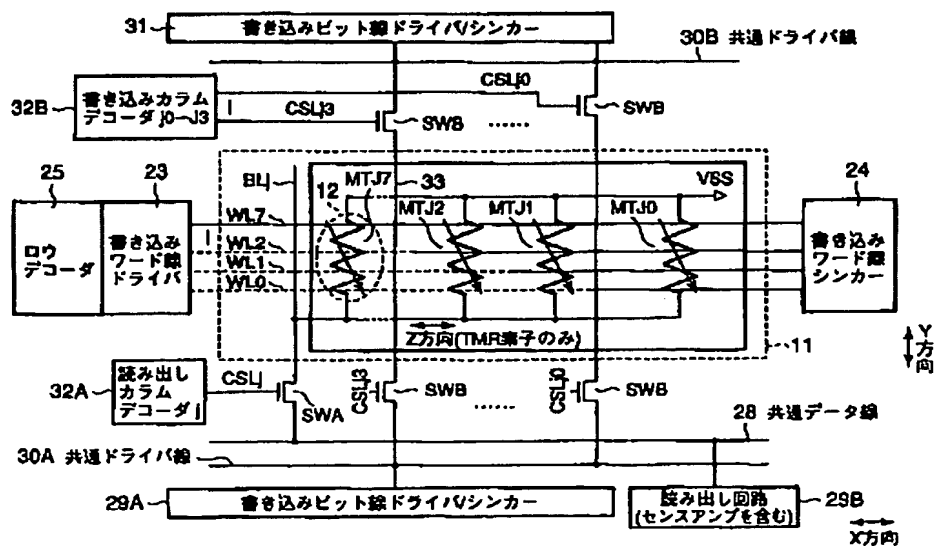 31
書き込みビット線ドライバ/シンカー
30B 共通ドライバ線
32B
書き込みカラム
デコーダ j0~J3
CSLj0
CSLj3
SWB
SWB
25
23
ロウ
デコーダ
書き込み
ワード線
ドライバ
BLj
12
MTJ7
33
VSS
24
WL7
WL2
WL1
WL0
MTJ2
MTJ1
MTJ0
書き込み
ワード線
シンカー
Z方向(TMR素子のみ)
11
Y
方向
32A
読み出し
カラム
デコーダ j
CSLj
SWA
CSLj3
SWB
CSLj0
SWB
28 共通データ線
30A 共通ドライバ線
29A
書き込みビット線ドライバ/シンカー
読み出し回路
(センスアンプを含む)
29B
X方向